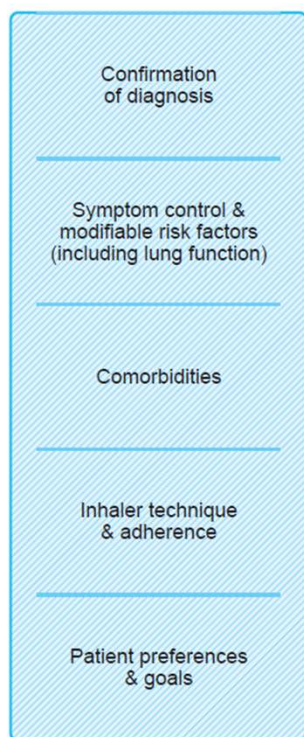 Confirmation
of diagnosis
Symptom control &
modifiable risk factors
(including lung function)
Comorbidities
Inhaler technique
& adherence
Patient preferences
& goals